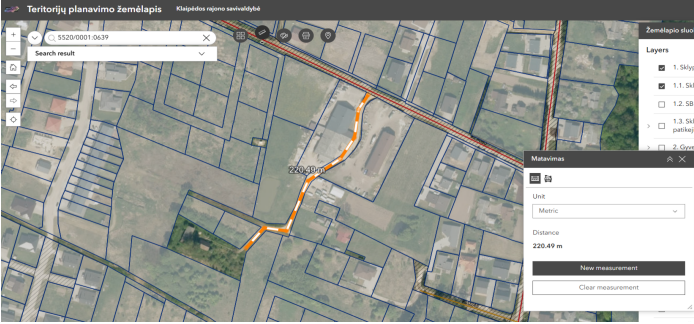 Teritorijų planavimo žemėlapis Klaipėdos rajono savivaldybė
5520/0001:0639
Search result
Žemėlapio sluo
Layers
1. Sklyp
1.1. Skl
1.2. SB
1.3. Skl
patikėj
2. Gyve
220.49 m
Matavimas
Unit
Metric
Distance
220.49 m
New measurement
Clear measurement